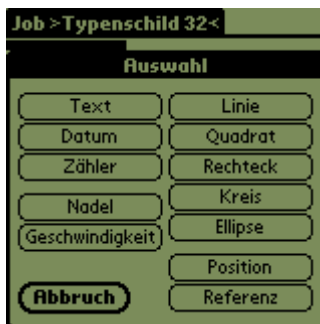 Job >Typenschild 32<
Auswahl
Text
Linie
Datum
Quadrat
Zähler
Rechteck
Nadel
Kreis
Geschwindigkeit
Ellipse
Position
Abbruch
Referenz